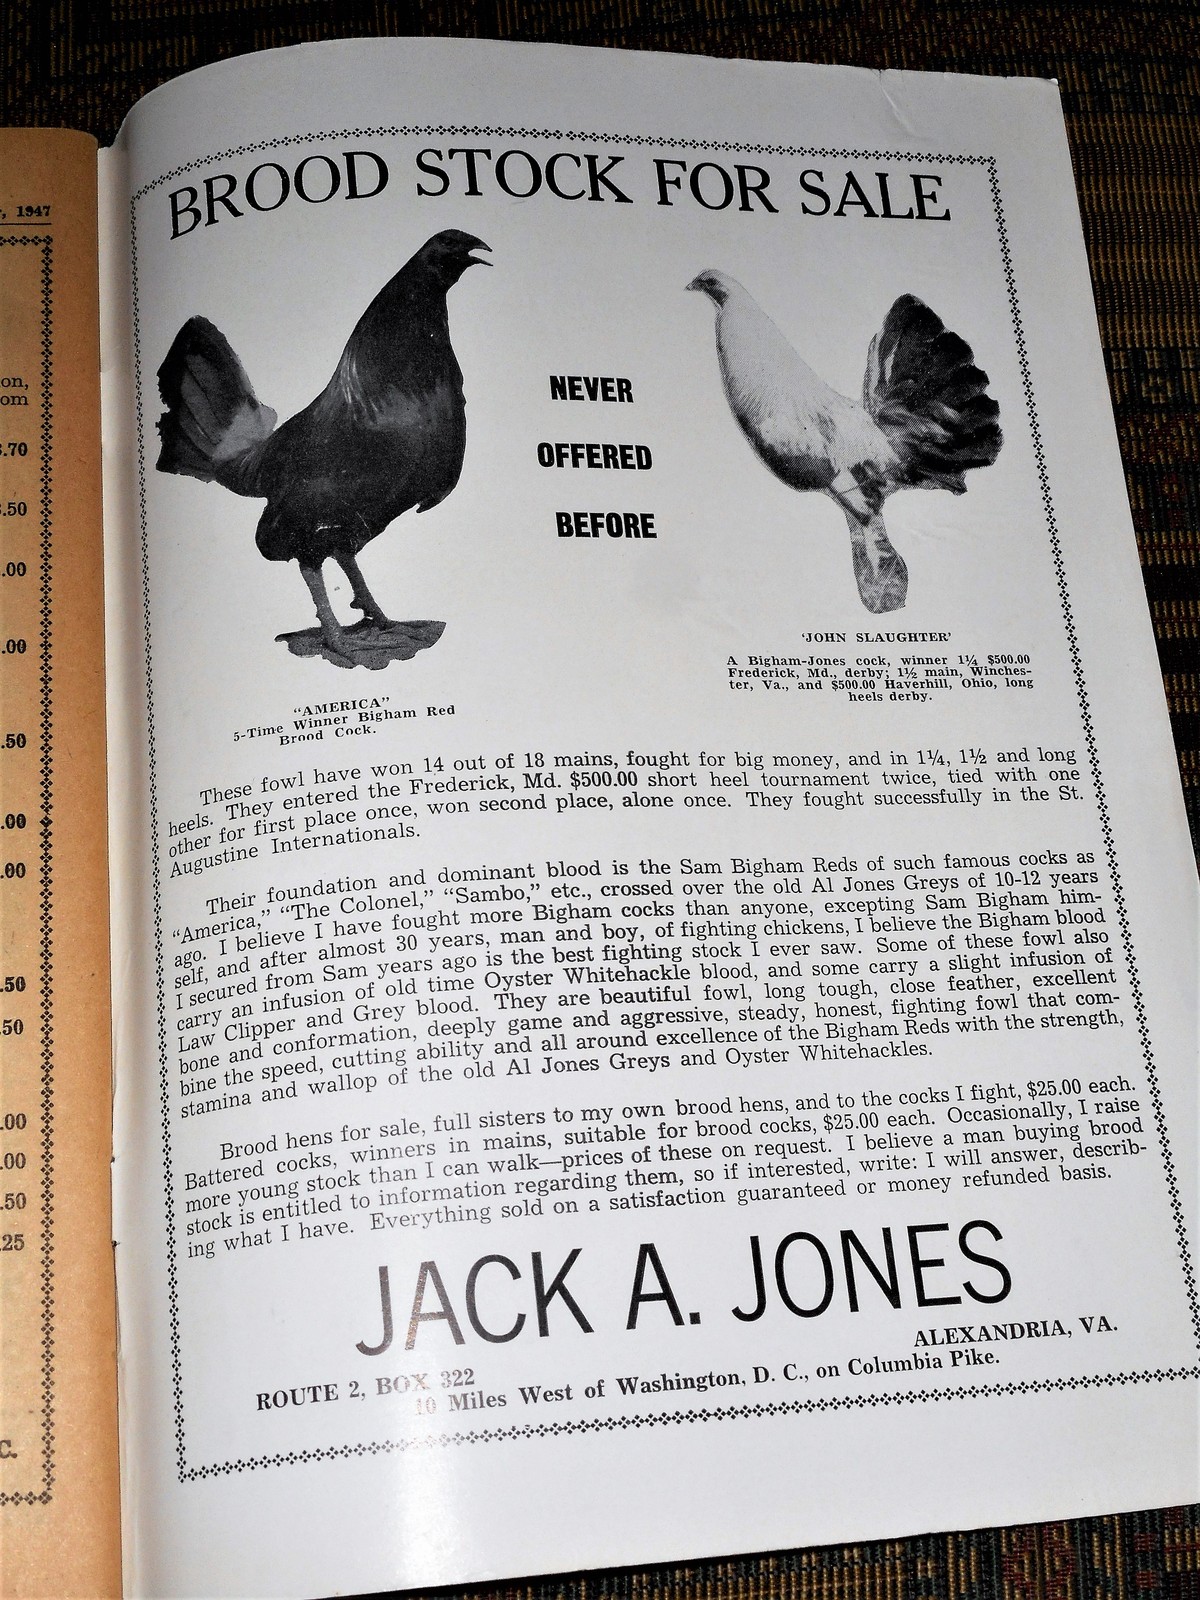 , 1947
on,
om
.70
.50
.00
.00
.50
.00
.00
.50
.50
.00
.00
.50
.25
C.
BROOD STOCK FOR SALE
NEVER
OFFERED
BEFORE
"AMERICA"
5-Time Winner Bigham Red
Brood Cock.
'JOHN SLAUGHTER'
A Bigham-Jones cock, winner 1¼ $500.00
Frederick, Md., derby; 1½ main, Winches-
ter, Va., and $500.00 Haverhill, Ohio, long
heels derby.
These fowl have won 14 out of 18 mains, fought for big money, and in 1¼, 1½ and long
heels. They entered the Frederick, Md. $500.00 short heel tournament twice, tied with one
other for first place once, won second place, alone once. They fought successfully in the St.
Augustine Internationals.
Their foundation and dominant blood is the Sam Bigham Reds of such famous cocks as
"America," "The Colonel," "Sambo," etc., crossed over the old Al Jones Greys of 10-12 years
ago. I believe I have fought more Bigham cocks than anyone, excepting Sam Bigham him-
self, and after almost 30 years, man and boy, of fighting chickens, I believe the Bigham blood
I secured from Sam years ago is the best fighting stock I ever saw. Some of these fowl also
carry an infusion of old time Oyster Whitehackle blood, and some carry a slight infusion of
Law Clipper and Grey blood. They are beautiful fowl, long tough, close feather, excellent
bone and conformation, deeply game and aggressive, steady, honest, fighting fowl that com-
bine the speed, cutting ability and all around excellence of the Bigham Reds with the strength,
stamina and wallop of the old Al Jones Greys and Oyster Whitehackles.
Brood hens for sale, full sisters to my own brood hens, and to the cocks I fight, $25.00 each.
Battered cocks, winners in mains, suitable for brood cocks, $25.00 each. Occasionally, I raise
more young stock than I can walk—prices of these on request. I believe a man buying brood
stock is entitled to information regarding them, so if interested, write: I will answer, describ-
ing what I have. Everything sold on a satisfaction guaranteed or money refunded basis.
JACK A. JONES
ROUTE 2, BOX 322
ALEXANDRIA, VA.
10 Miles West of Washington, D. C., on Columbia Pike.